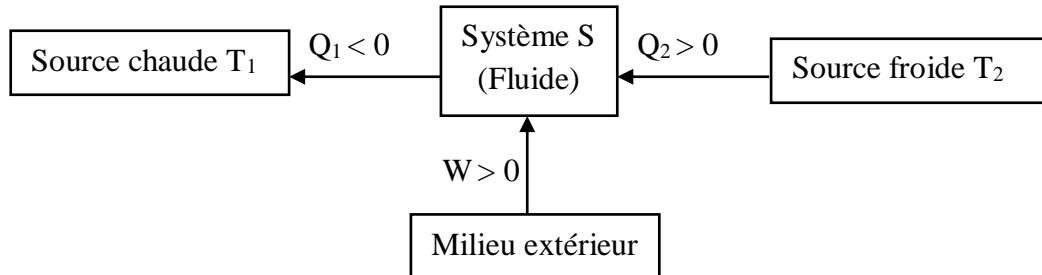 Source chaude T₁
Q₁ < 0
Système S
(Fluide)
Q₂ > 0
Source froide T₂
W > 0
Milieu extérieur